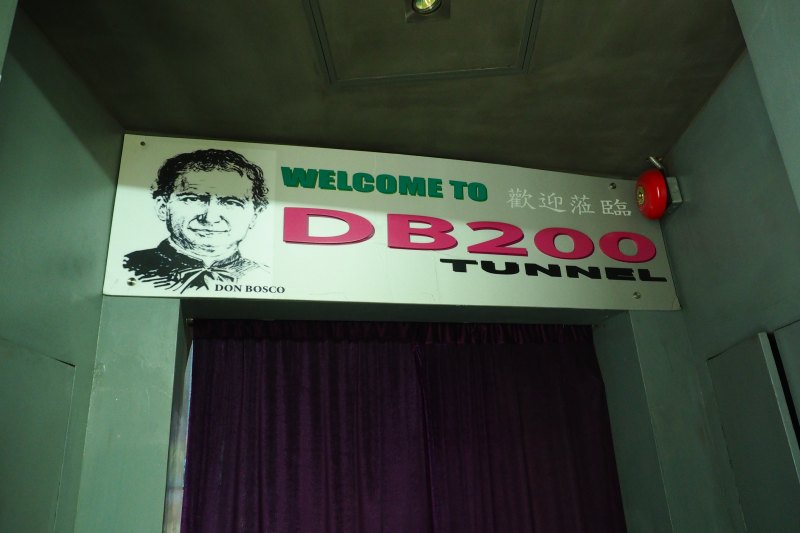 WELCOME TO
歡迎蒞臨
DB200
TUNNEL
DON BOSCO